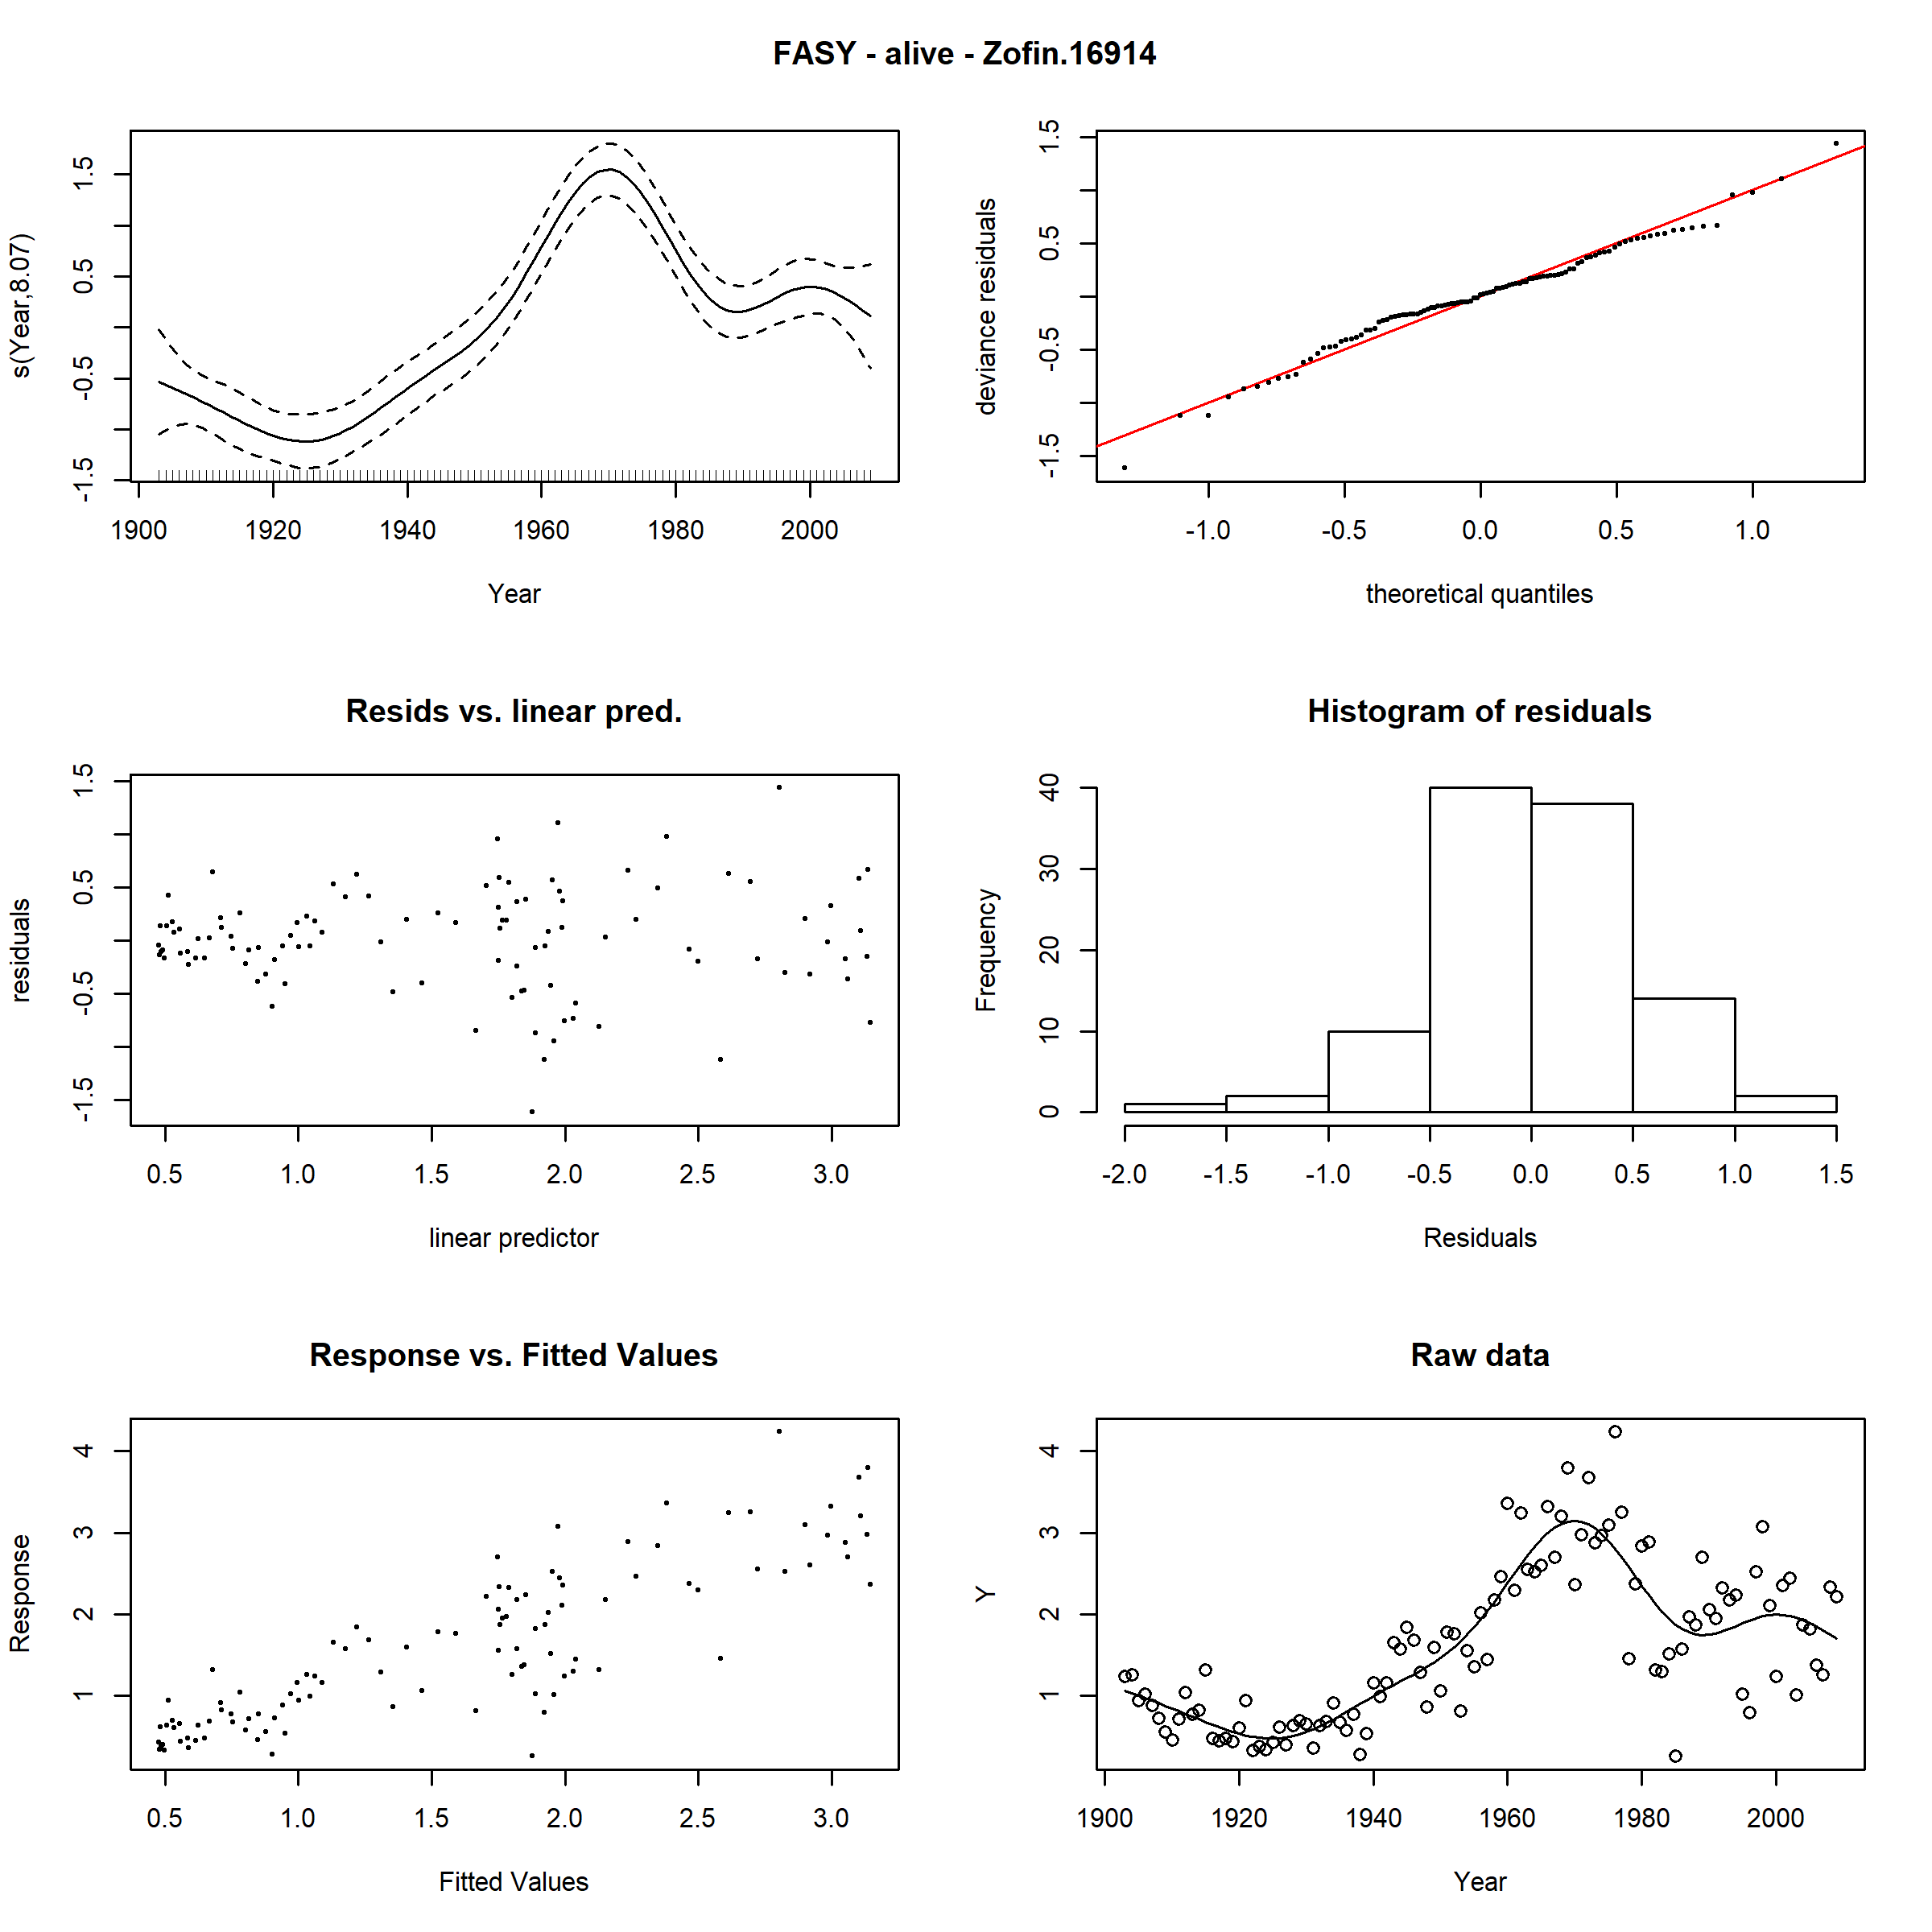 FASY - alive - Zofin.16914
s(Year,8.07)
1.5
0.5
-0.5
-1.5
1900 1920 1940 1960 1980 2000
Year
deviance residuals
1.5
0.5
-0.5
-1.5
-1.0 -0.5 0.0 0.5 1.0
theoretical quantiles
Resids vs. linear pred.
residuals
1.5
0.5
-0.5
-1.5
0.5 1.0 1.5 2.0 2.5 3.0
linear predictor
Histogram of residuals
Frequency
40
30
20
10
0
-2.0 -1.5 -1.0 -0.5 0.0 0.5 1.0 1.5
Residuals
Response vs. Fitted Values
Response
4
3
2
1
0.5 1.0 1.5 2.0 2.5 3.0
Fitted Values
Raw data
Y
4
3
2
1
1900 1920 1940 1960 1980 2000
Year